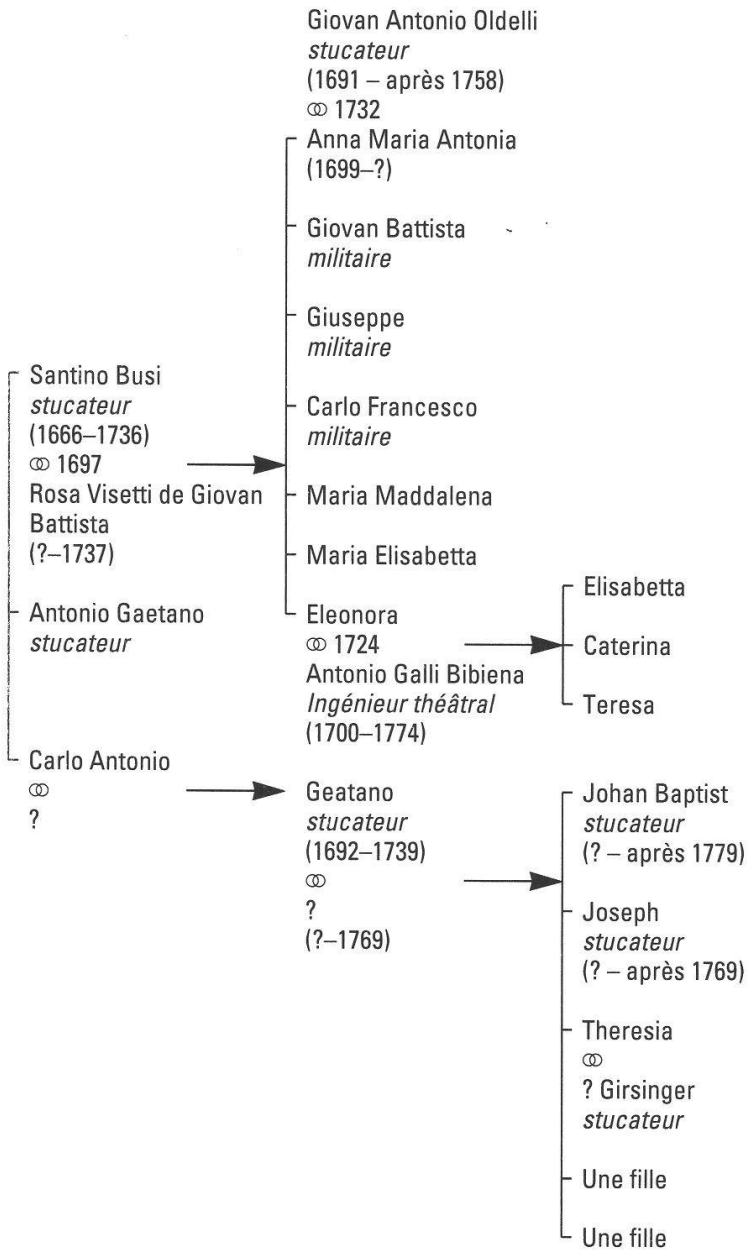 Giovan Antonio Oldelli
stucateur
(1691 – après 1758)
⚭ 1732
Anna Maria Antonia
(1699–?)
Giovan Battista
militaire
Giuseppe
militaire
Carlo Francesco
militaire
Maria Maddalena
Maria Elisabetta
Eleonora
⚭ 1724
Antonio Galli Bibiena
Ingénieur théâtral
(1700–1774)
Santino Busi
stucateur
(1666–1736)
⚭ 1697
Rosa Visetti de Giovan
Battista
(?–1737)
Antonio Gaetano
stucateur
Carlo Antonio
⚭
?
Elisabetta
Caterina
Teresa
Geatano
stucateur
(1692–1739)
⚭
?
(?–1769)
Johan Baptist
stucateur
(? – après 1779)
Joseph
stucateur
(? – après 1769)
Theresia
⚭
? Girsinger
stucateur
Une fille
Une fille